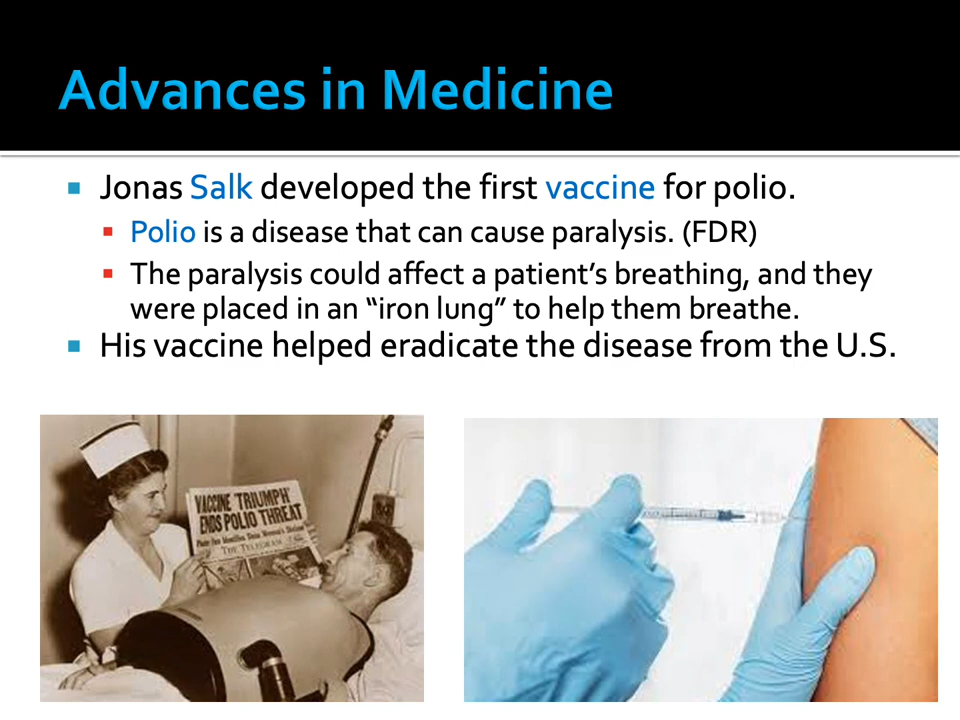 Advances in Medicine
Jonas Salk developed the first vaccine for polio.
Polio is a disease that can cause paralysis. (FDR)
The paralysis could affect a patient’s breathing, and they
were placed in an “iron lung” to help them breathe.
His vaccine helped eradicate the disease from the U.S.
VACCINE 'TRIUMPH'
ENDS POLIO THREAT
THE TELEGRAM